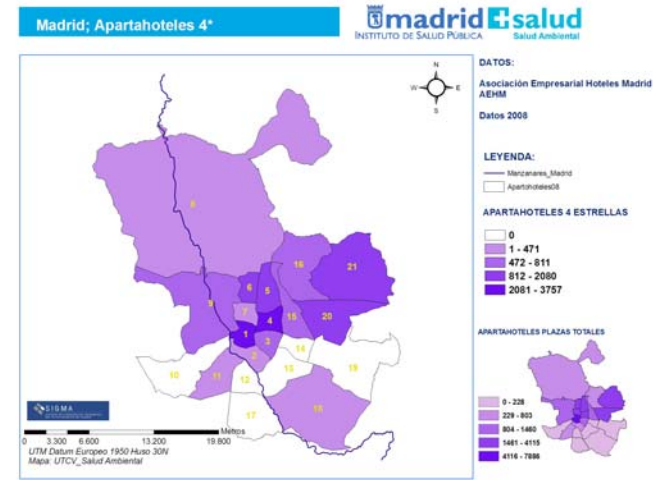 Madrid; Apartahoteles 4*
madrid salud
INSTITUTO DE SALUD PÚBLICA
Salud Ambiental
DATOS:
Asociación Empresarial Hoteles Madrid
AEHM
Datos 2008
LEYENDA:
Manzanares_Madrid
Apartohoteles08
APARTAHOTELES 4 ESTRELLAS
0
1 - 471
472 - 811
812 - 2080
2081 - 3757
APARTAHOTELES PLAZAS TOTALES
0 - 228
229 - 803
804 - 1460
1461 - 4115
4116 - 7886
N
W
E
S
8
16
21
6
5
9
7
4
15
20
1
3
2
14
13
19
10
11
12
17
18
SIGMA
Metros
0 3.300 6.600 13.200 19.800
UTM Datum Europeo 1950 Huso 30N
Mapa: UTCV_Salud Ambiental